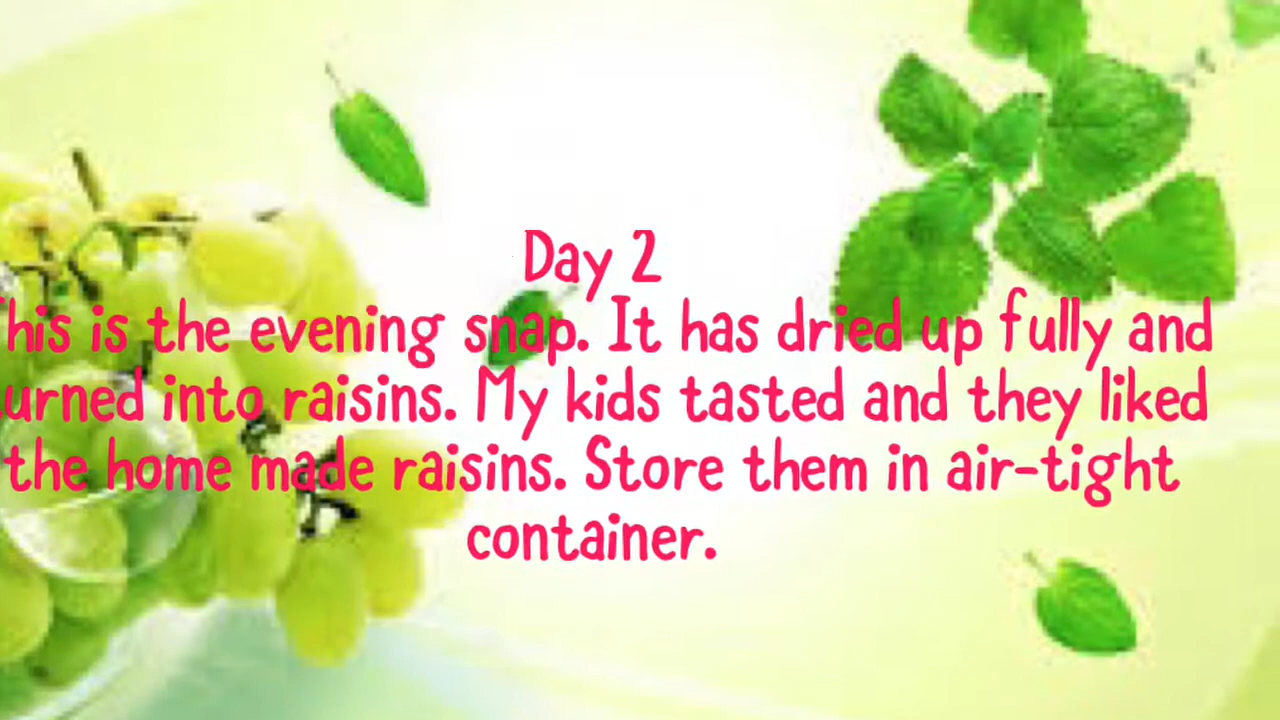 Day 2
This is the evening snap. It has dried up fully and
turned into raisins. My kids tasted and they liked
the home made raisins. Store them in air-tight
container.